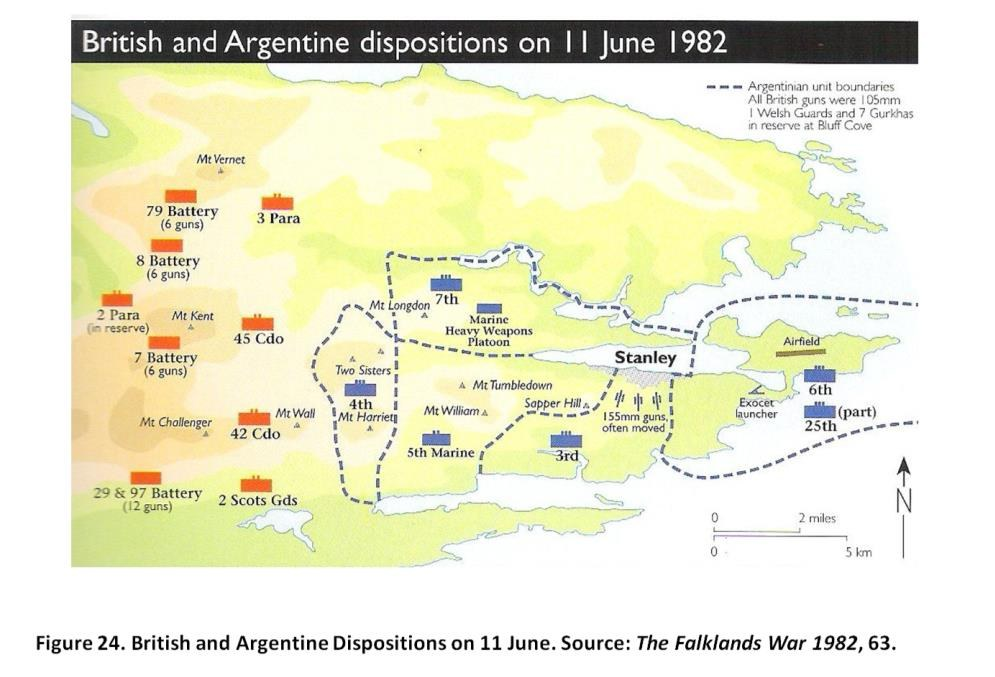 British and Argentine dispositions on 11 June 1982
Argentinian unit boundaries
All British guns were 105mm
1 Welsh Guards and 7 Gurkhas
in reserve at Bluff Cove
Mt Vernet
79 Battery
(6 guns)
3 Para
8 Battery
(6 guns)
2 Para
(in reserve)
Mt Kent
45 Cdo
7 Battery
(6 guns)
Mt Longdon
7th
Marine
Heavy Weapons
Platoon
Two Sisters
4th
Mt Harriet
Stanley
Airfield
Mt Tumbledown
Mt William
Sapper Hill
155mm guns,
often moved
Exocet
launcher
6th
25th
(part)
Mt Challenger
Mt Wall
42 Cdo
5th Marine
3rd
29 & 97 Battery
(12 guns)
2 Scots Gds
N
0
2 miles
0
5 km
Figure 24. British and Argentine Dispositions on 11 June. Source: The Falklands War 1982, 63.